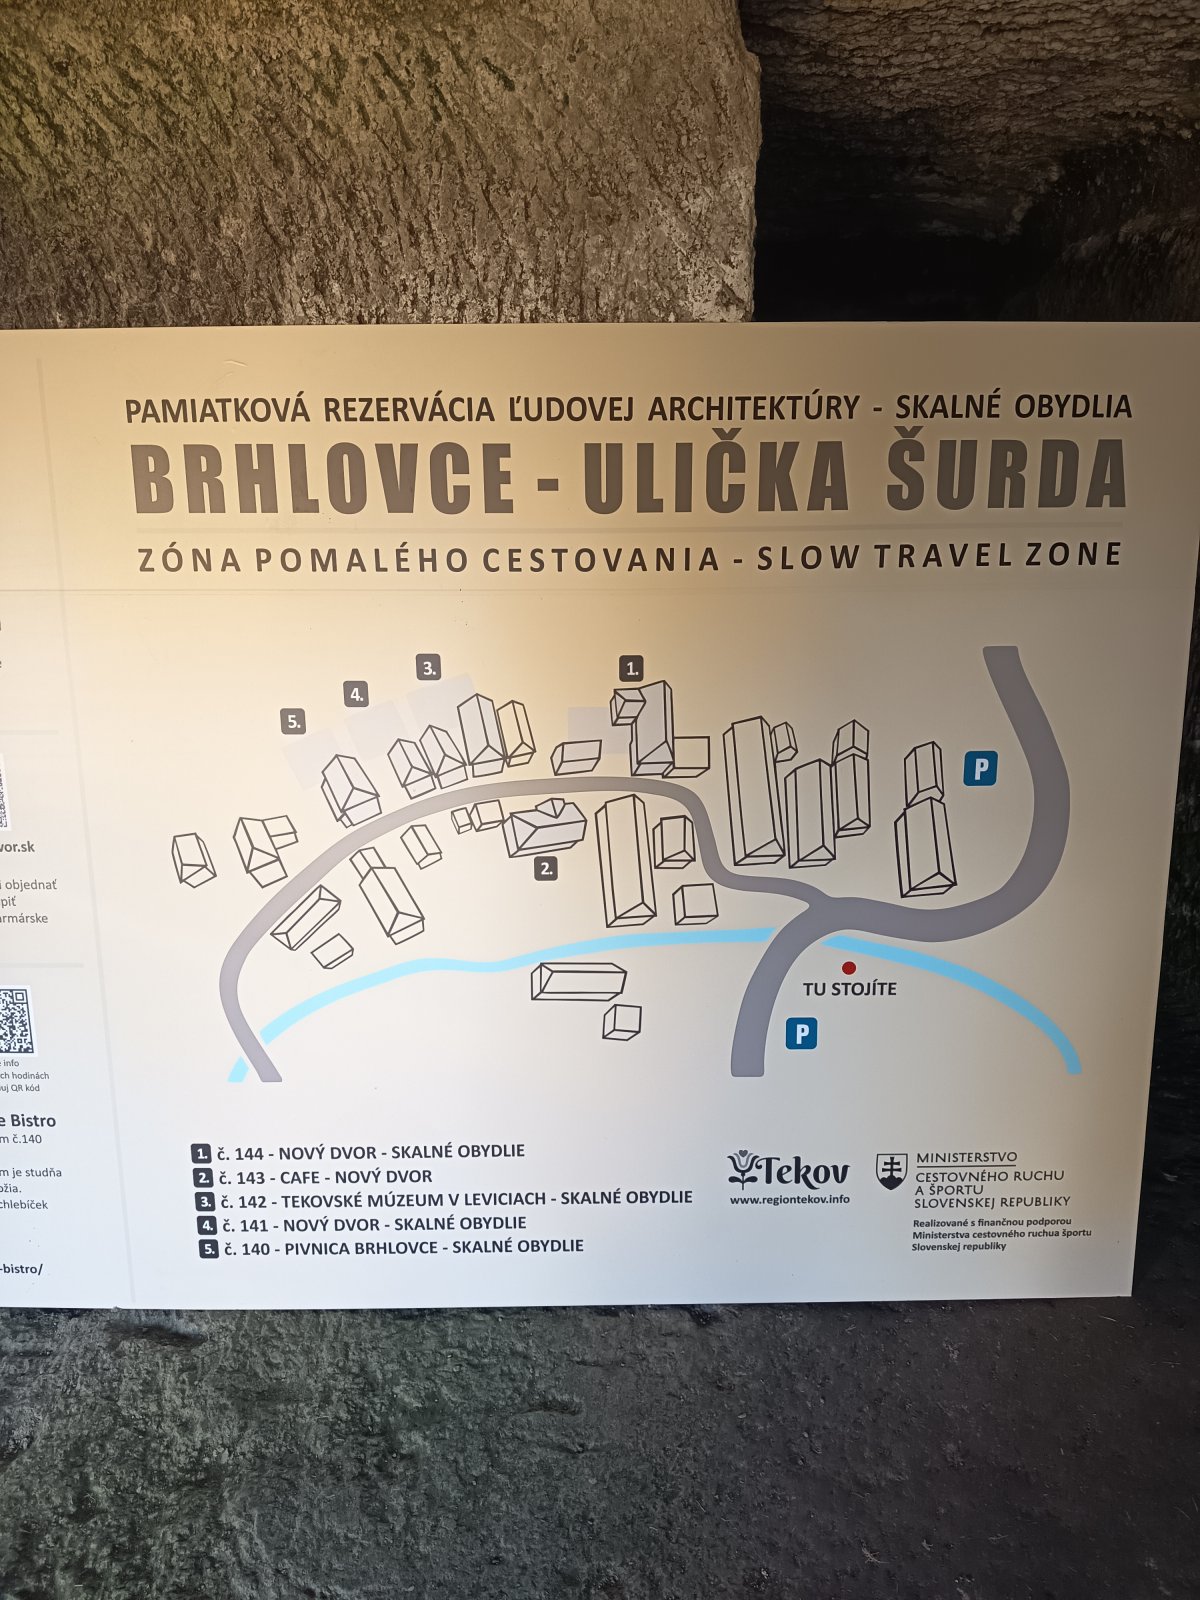 PAMIATKOVÁ REZERVÁCIA ĽUDOVEJ ARCHITEKTÚRY - SKALNÉ OBYDLIA
BRHLOVCE - ULIČKA ŠURDA
ZÓNA POMALÉHO CESTOVANIA - SLOW TRAVEL ZONE
1.
3.
4.
5.
P
2.
TU STOJÍTE
P
1. č. 144 - NOVÝ DVOR - SKALNÉ OBYDLIE
2. č. 143 - CAFE - NOVÝ DVOR
3. č. 142 - TEKOVSKÉ MÚZEUM V LEVICIACH - SKALNÉ OBYDLIE
4. č. 141 - NOVÝ DVOR - SKALNÉ OBYDLIE
5. č. 140 - PIVNICA BRHLOVCE - SKALNÉ OBYDLIE
Tekov
www.regiontekov.info
MINISTERSTVO
CESTOVNÉHO RUCHU
A ŠPORTU
SLOVENSKEJ REPUBLIKY
Realizované s finančnou podporou
Ministerstva cestovného ruchua športu
Slovenskej republiky
vor.sk
objednať
piť
armárske
info
ch hodinách
uj QR kód
e Bistro
m č.140
m je studňa
ožia.
chlebíček
-bistro/